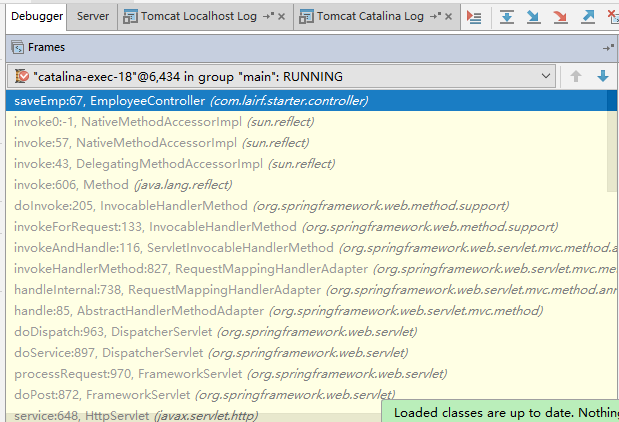 Debugger Server Tomcat Localhost Log Tomcat Catalina Log
Frames
"catalina-exec-18"@6,434 in group "main": RUNNING
saveEmp:67, EmployeeController (com.lairf.starter.controller)
invoke0:-1, NativeMethodAccessorImpl (sun.reflect)
invoke:57, NativeMethodAccessorImpl (sun.reflect)
invoke:43, DelegatingMethodAccessorImpl (sun.reflect)
invoke:606, Method (java.lang.reflect)
doInvoke:205, InvocableHandlerMethod (org.springframework.web.method.support)
invokeForRequest:133, InvocableHandlerMethod (org.springframework.web.method.support)
invokeAndHandle:116, ServletInvocableHandlerMethod (org.springframework.web.servlet.mvc.method.a
invokeHandlerMethod:827, RequestMappingHandlerAdapter (org.springframework.web.servlet.mvc.me
handleInternal:738, RequestMappingHandlerAdapter (org.springframework.web.servlet.mvc.method.ann
handle:85, AbstractHandlerMethodAdapter (org.springframework.web.servlet.mvc.method)
doDispatch:963, DispatcherServlet (org.springframework.web.servlet)
doService:897, DispatcherServlet (org.springframework.web.servlet)
processRequest:970, FrameworkServlet (org.springframework.web.servlet)
doPost:872, FrameworkServlet (org.springframework.web.servlet)
service:648, HttpServlet (javax.servlet.http)
Loaded classes are up to date. Nothin